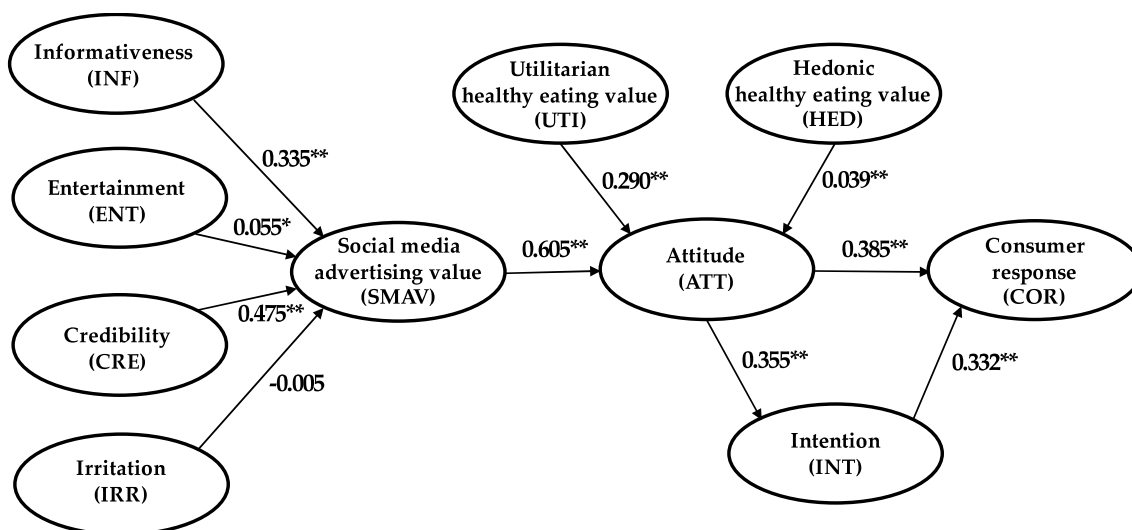 Informativeness
(INF)
Utilitarian
healthy eating value
(UTI)
Hedonic
healthy eating value
(HED)
0.335**
Entertainment
(ENT)
0.290**
0.039**
0.055*
Social media
advertising value
(SMAV)
0.605**
Attitude
(ATT)
0.385**
Consumer
response
(COR)
0.475**
Credibility
(CRE)
0.355**
0.332**
-0.005
Intention
(INT)
Irritation
(IRR)